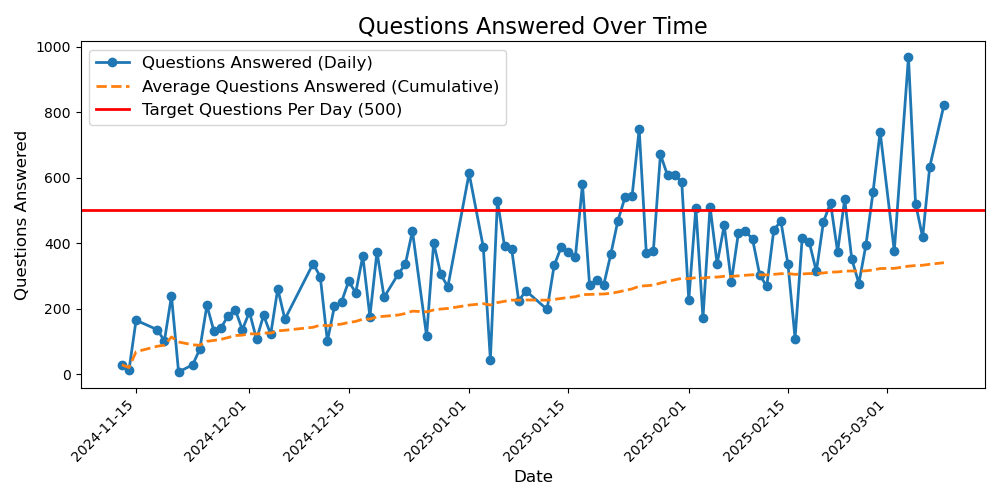 Questions Answered Over Time
Questions Answered (Daily)
Average Questions Answered (Cumulative)
Target Questions Per Day (500)
Questions Answered
1000
800
600
400
200
0
2024-11-15
2024-12-01
2024-12-15
2025-01-01
2025-01-15
2025-02-01
2025-02-15
2025-03-01
Date